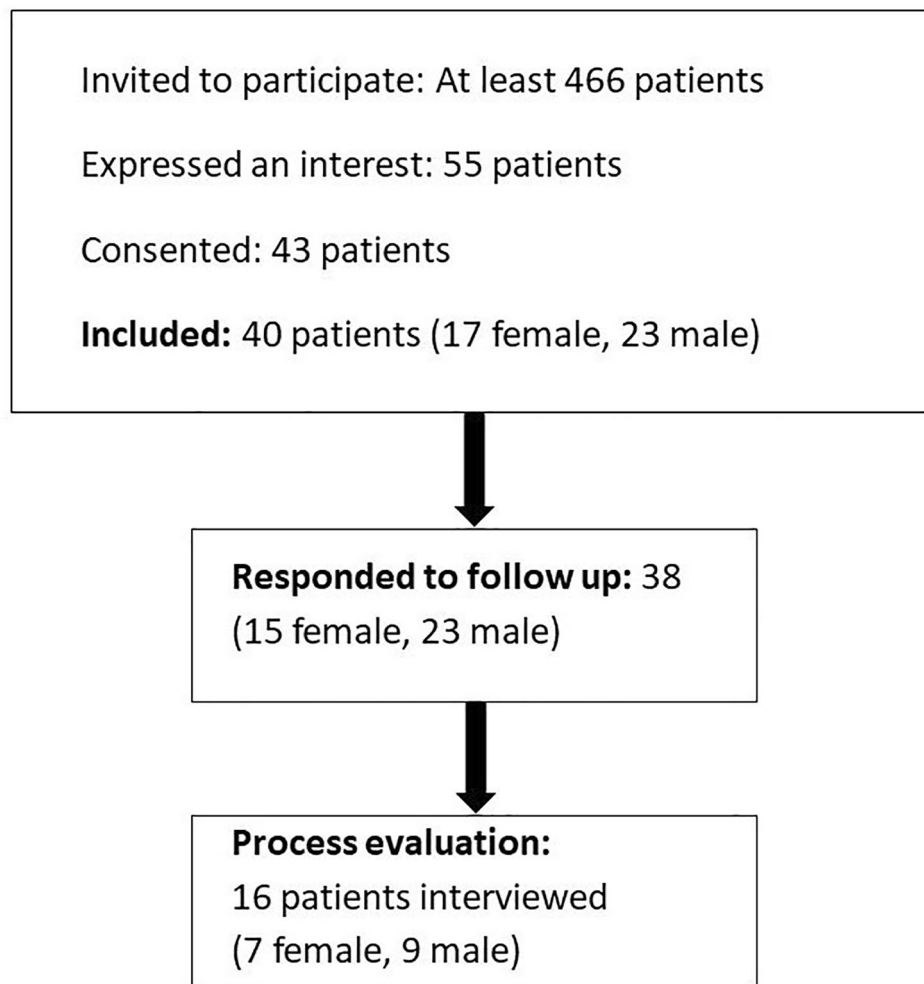 Invited to participate: At least 466 patients
Expressed an interest: 55 patients
Consented: 43 patients
Included: 40 patients (17 female, 23 male)
Responded to follow up: 38
(15 female, 23 male)
Process evaluation:
16 patients interviewed
(7 female, 9 male)